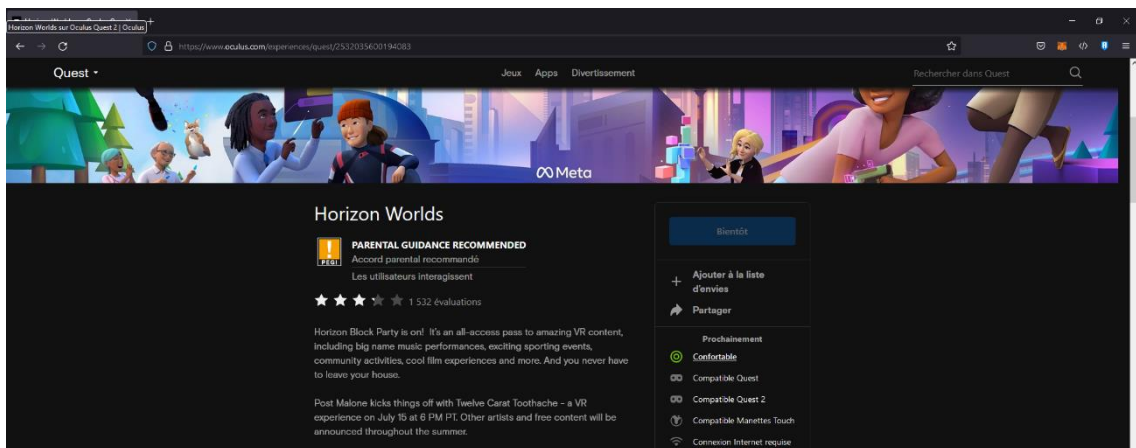 Horizon Worlds sur Oculus Quest 2 | Oculus
https://www.oculus.com/experiences/quest/2532035600194083
Quest
Jeux Apps Divertissement
Rechercher dans Quest
Meta
Horizon Worlds
PEGI
PARENTAL GUIDANCE RECOMMENDED
Accord parental recommandé
Les utilisateurs interagissent
1 532 évaluations
Horizon Block Party is on! It's an all-access pass to amazing VR content,
including big name music performances, exciting sporting events,
community activities, cool film experiences and more. And you never have
to leave your house.
Post Malone kicks things off with Twelve Carat Toothache - a VR
experience on July 15 at 6 PM PT. Other artists and free content will be
announced throughout the summer.
Bientôt
Ajouter à la liste
d'envies
Partager
Prochainement
Confortable
Compatible Quest
Compatible Quest 2
Compatible Manettes Touch
Connexion Internet requise